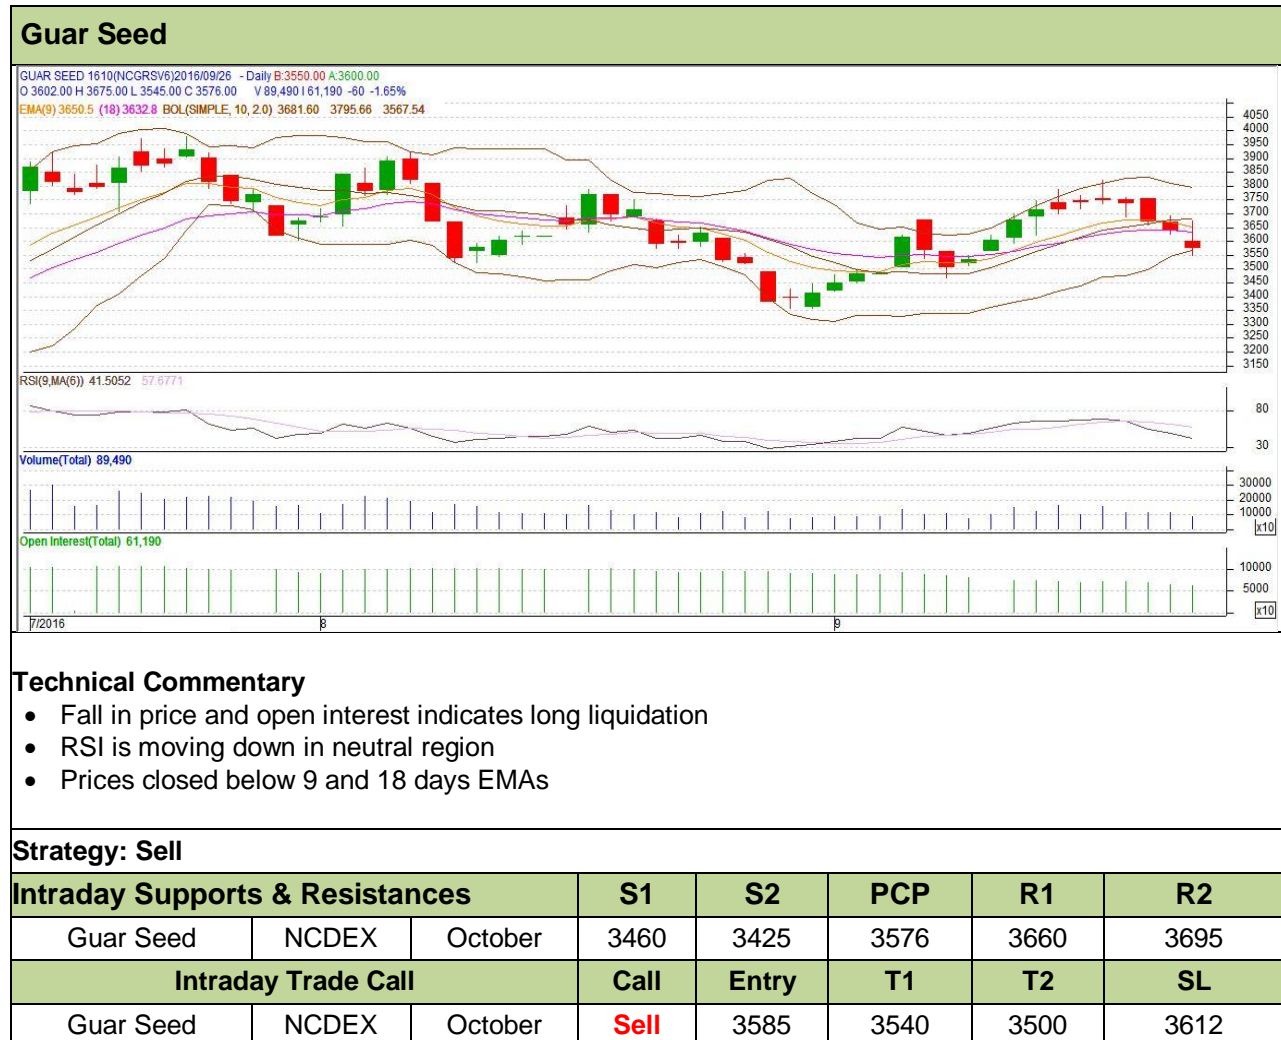 Guar Seed
GUAR SEED 1610(NCGRSV6)2016/09/26 - Daily B:3550.00 A:3600.00
O 3602.00 H 3675.00 L 3545.00 C 3576.00 V 89,490 I 61,190 -60 -1.65%
EMA(9) 3650.5 (18) 3632.8 BOL(SIMPLE, 10, 2.0) 3681.60 3795.66 3567.54
4050
4000
3950
3900
3850
3800
3750
3700
3650
3600
3550
3500
3450
3400
3350
3300
3250
3200
3150
RSI(9,MA(6)) 41.5052 57.6771
80
30
Volume(Total) 89,490
30000
20000
10000
x10
Open Interest(Total) 61,190
10000
5000
x10
7/2016 8 9
Technical Commentary
• Fall in price and open interest indicates long liquidation
• RSI is moving down in neutral region
• Prices closed below 9 and 18 days EMAs
Strategy: Sell
Intraday Supports & Resistances S1 S2 PCP R1 R2
Guar Seed NCDEX October 3460 3425 3576 3660 3695
Intraday Trade Call Call Entry T1 T2 SL
Guar Seed NCDEX October Sell 3585 3540 3500 3612